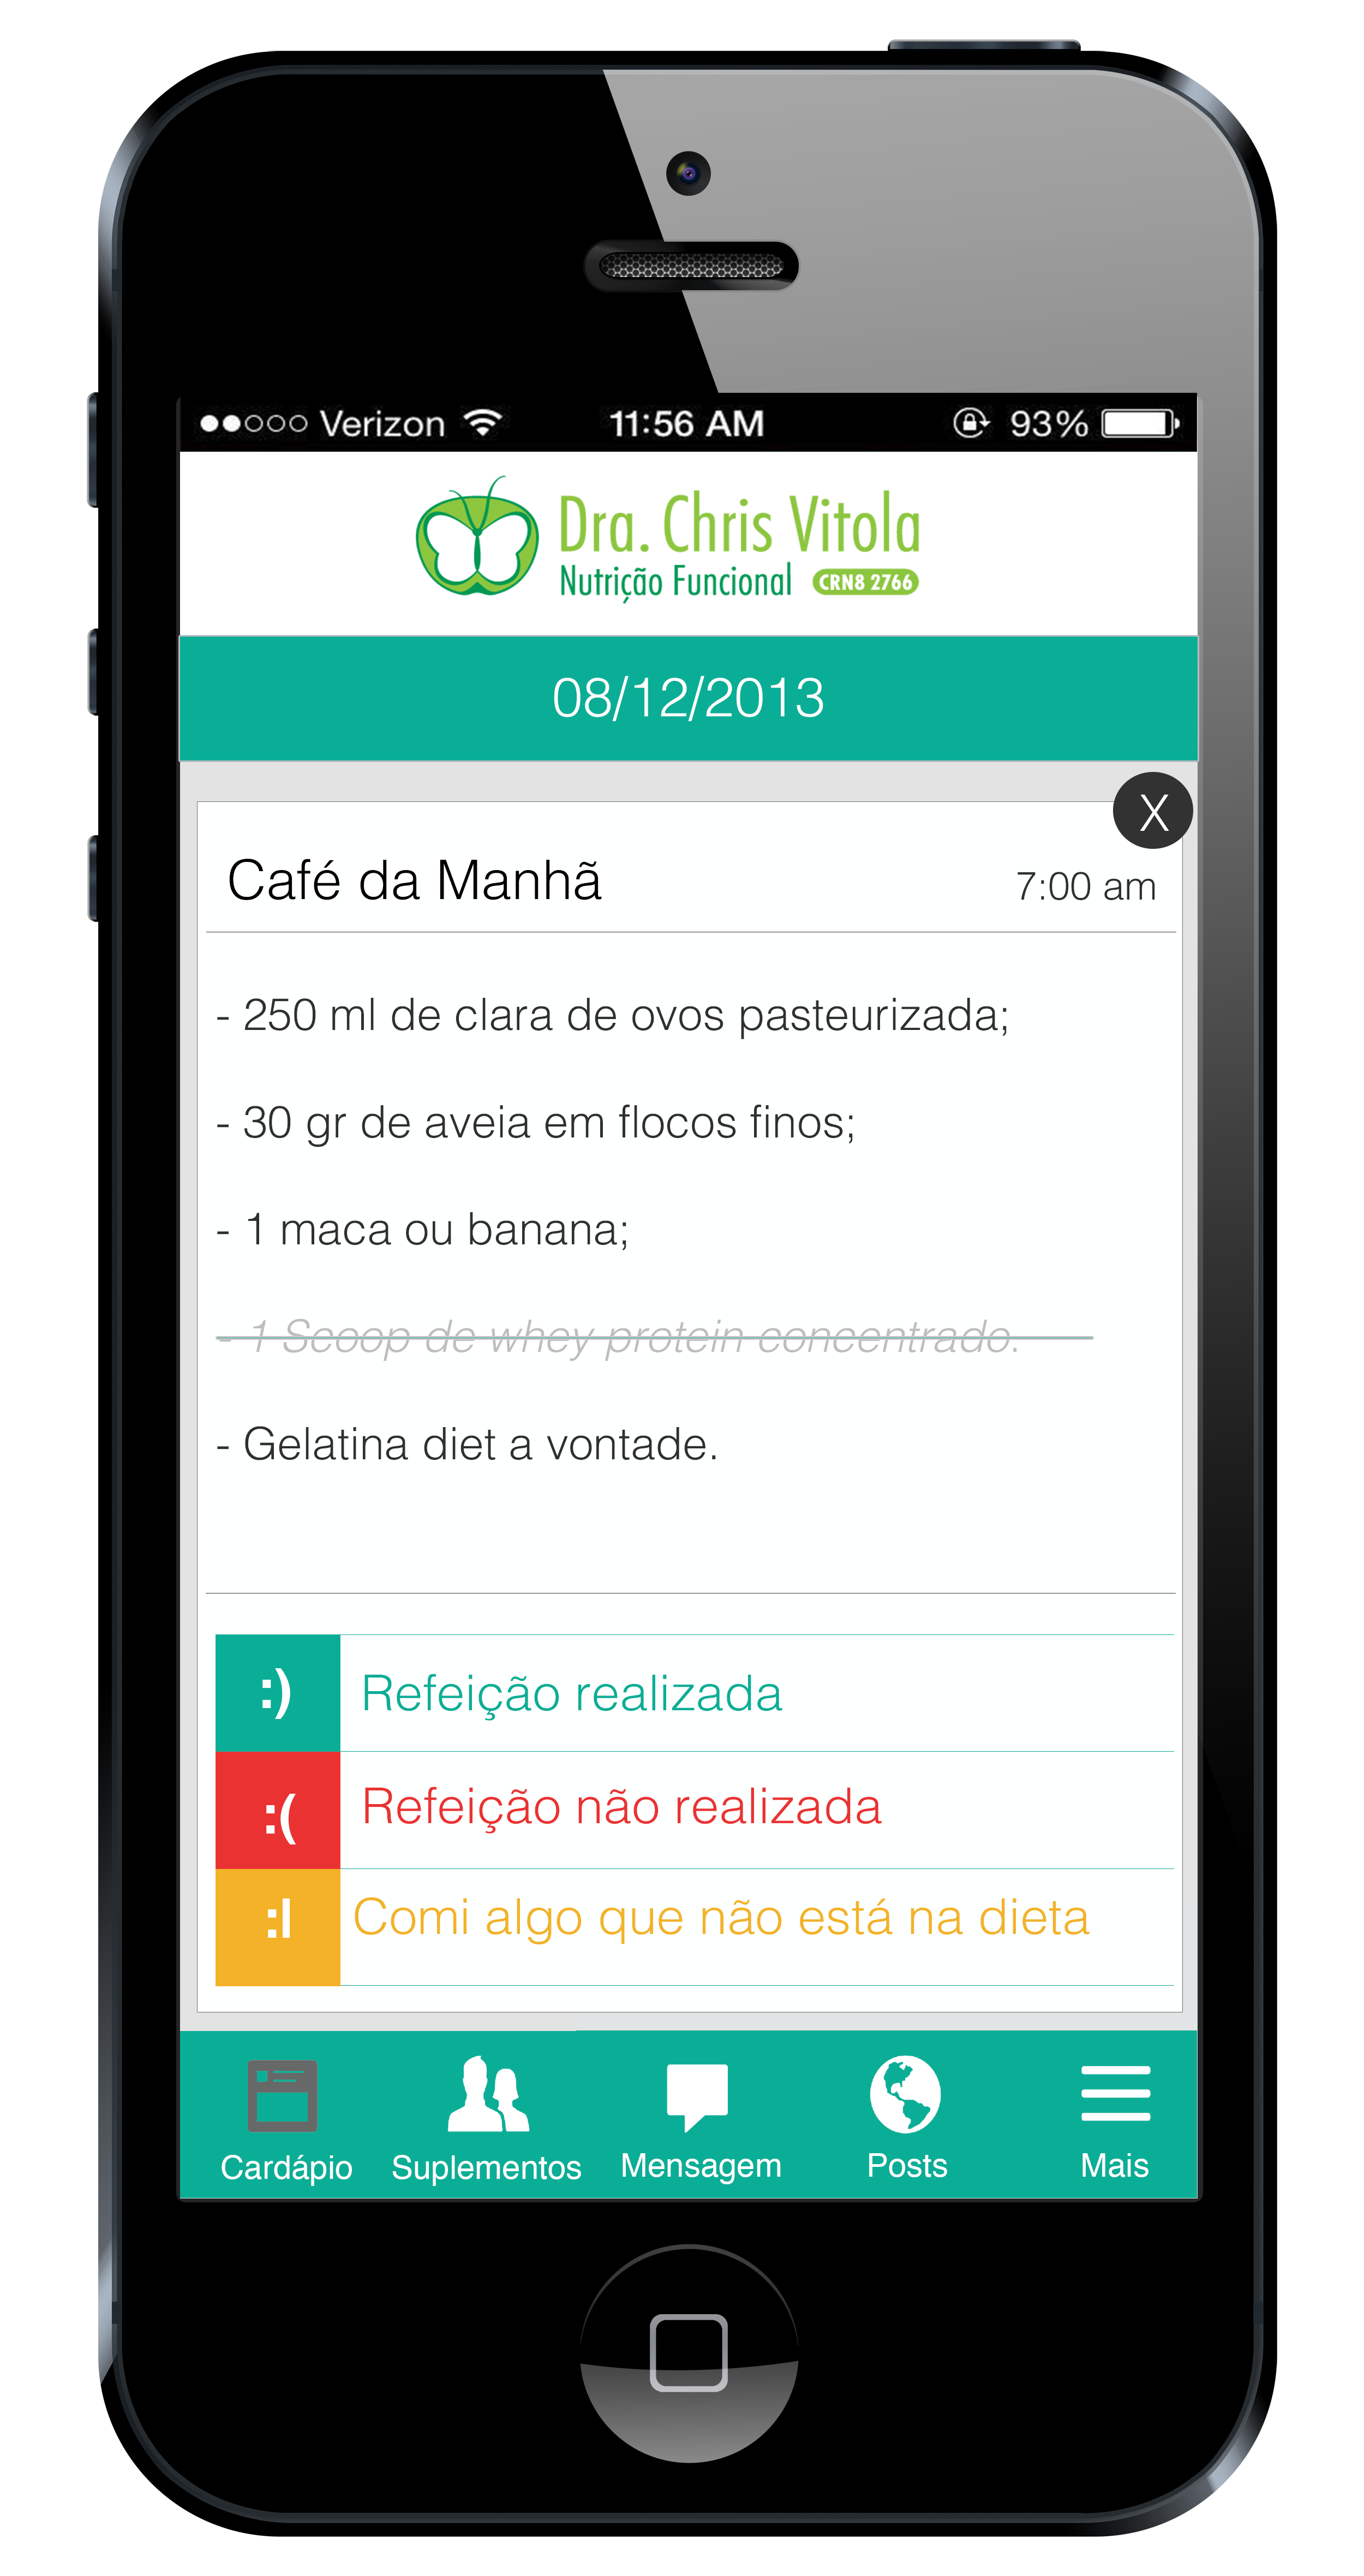 Verizon 11:56 AM 93%
Dra. Chris Vitola
Nutrição Funcional CRN8 2766
08/12/2013
X
Café da Manhã 7:00 am
- 250 ml de clara de ovos pasteurizada;
- 30 gr de aveia em flocos finos;
- 1 maca ou banana;
- 1 Scoop de whey protein concentrado.
- Gelatina diet a vontade.
:) Refeição realizada
:( Refeição não realizada
:l Comi algo que não está na dieta
Cardápio Suplementos Mensagem Posts Mais